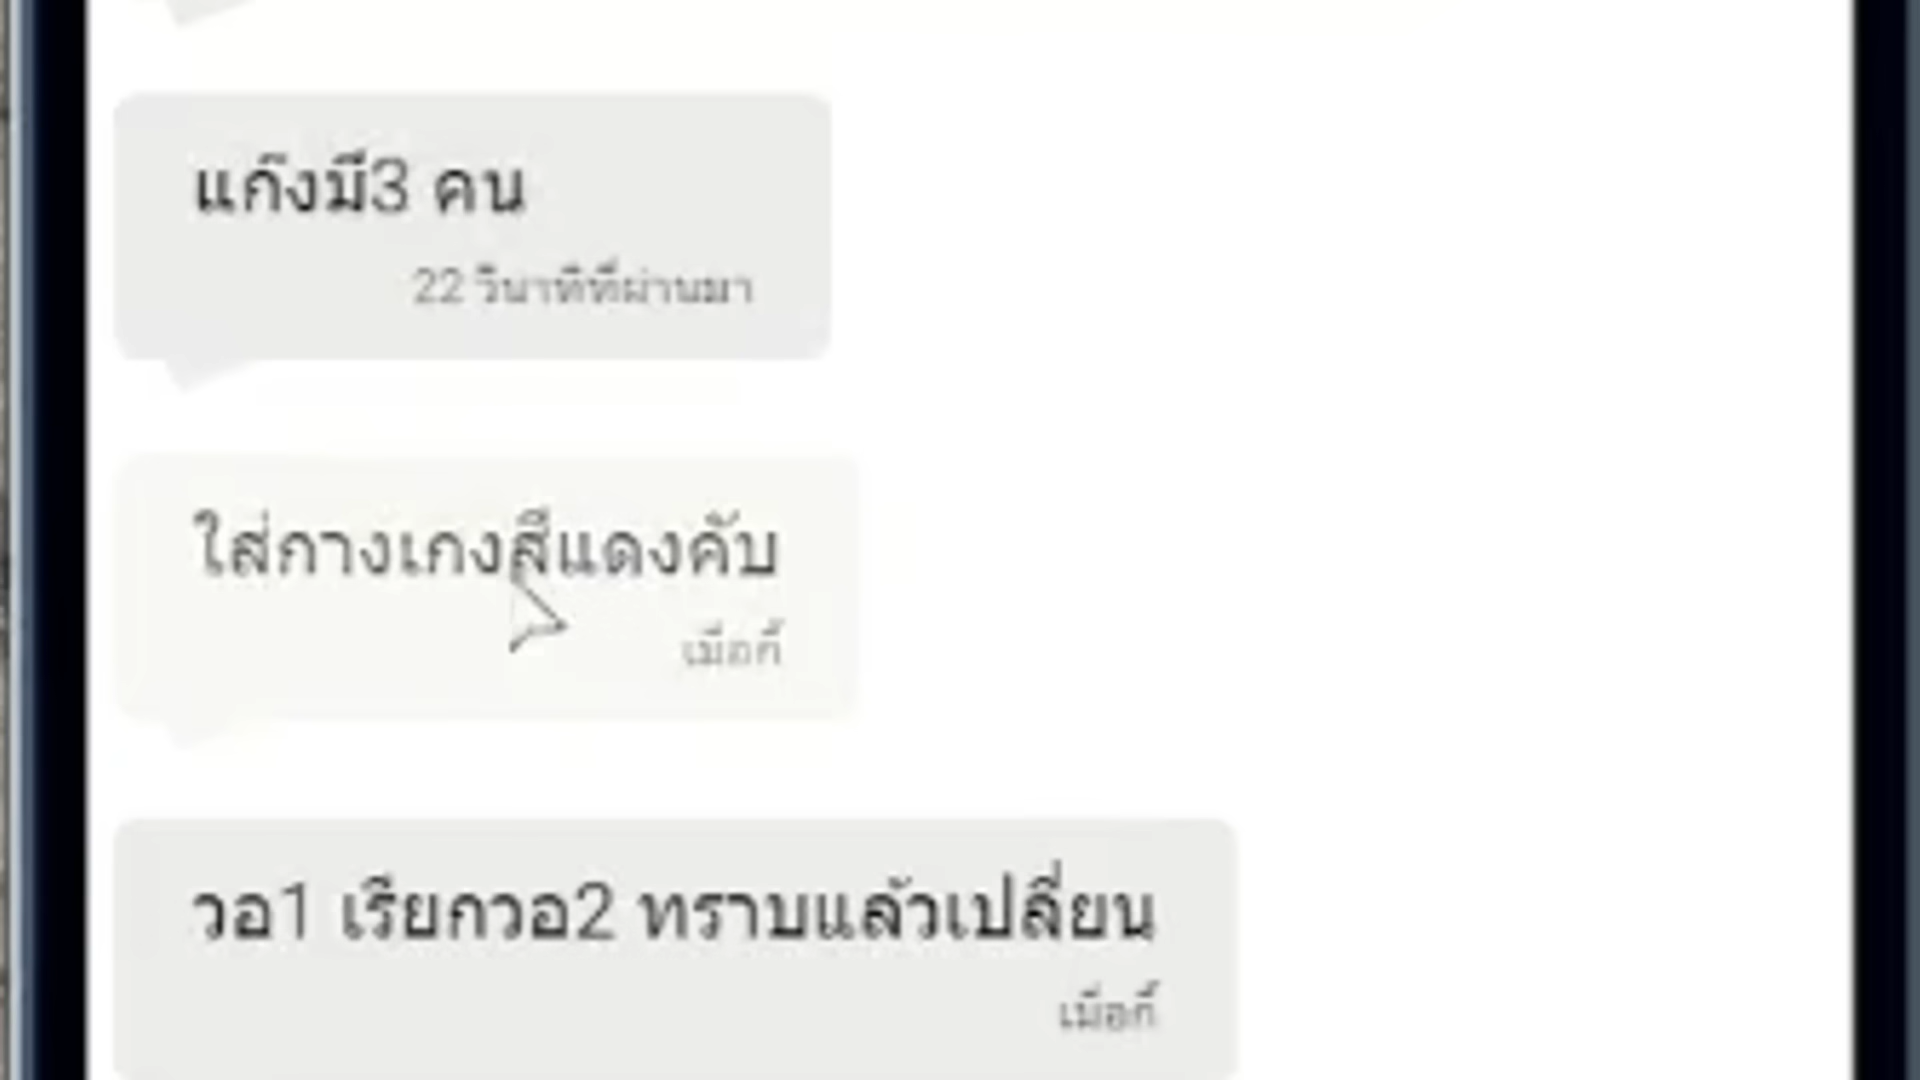 แก๊งมี3 คน
22 วินาทีที่ผ่านมา
ใส่กางเกงสีแดงคับ
เมื่อกี้
วอ1 เรียกวอ2 ทราบแล้วเปลี่ยน
เมื่อกี้